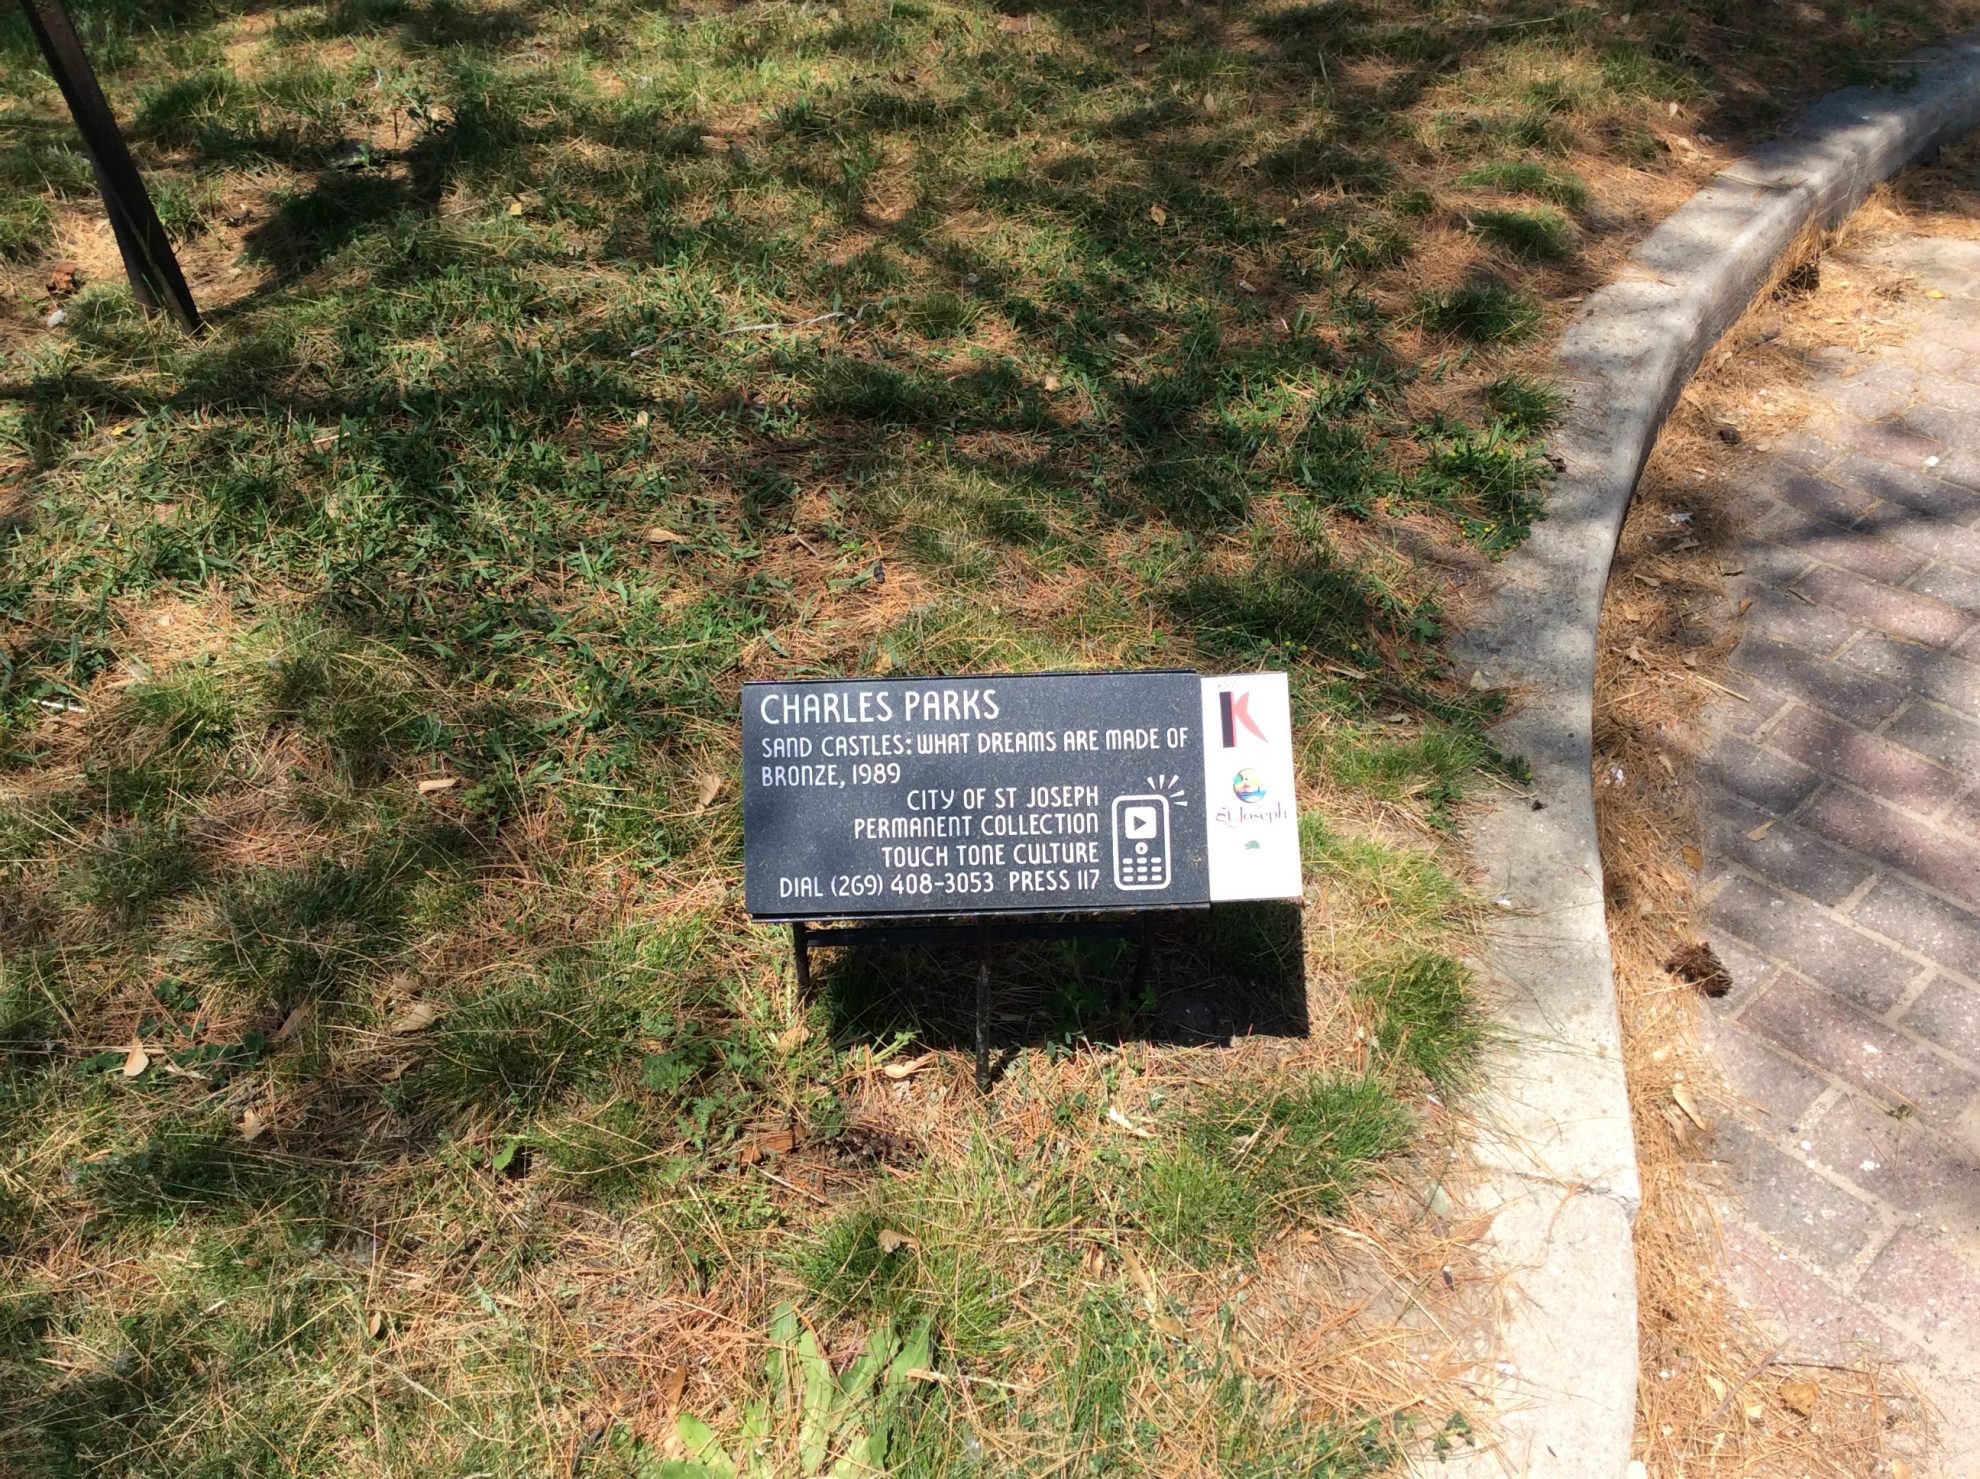 CHARLES PARKS
SAND CASTLES: WHAT DREAMS ARE MADE OF
BRONZE, 1989
CITY OF ST JOSEPH
PERMANENT COLLECTION
TOUCH TONE CULTURE
DIAL (269) 408-3053 PRESS 117
K
St. Joseph